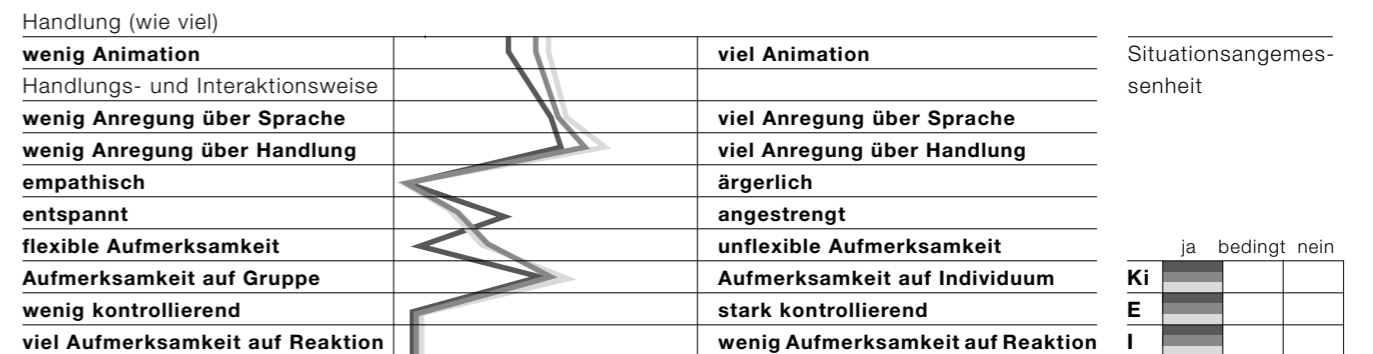 Handlung (wie viel)
wenig Animation viel Animation
Situationsangemes-
senheit
Handlungs- und Interaktionsweise
wenig Anregung über Sprache viel Anregung über Sprache
wenig Anregung über Handlung viel Anregung über Handlung
empathisch ärgerlich
entspannt angestrengt
flexible Aufmerksamkeit unflexible Aufmerksamkeit
ja bedingt nein
Aufmerksamkeit auf Gruppe Aufmerksamkeit auf Individuum Ki
wenig kontrollierend stark kontrollierend E
viel Aufmerksamkeit auf Reaktion wenig Aufmerksamkeit auf Reaktion I